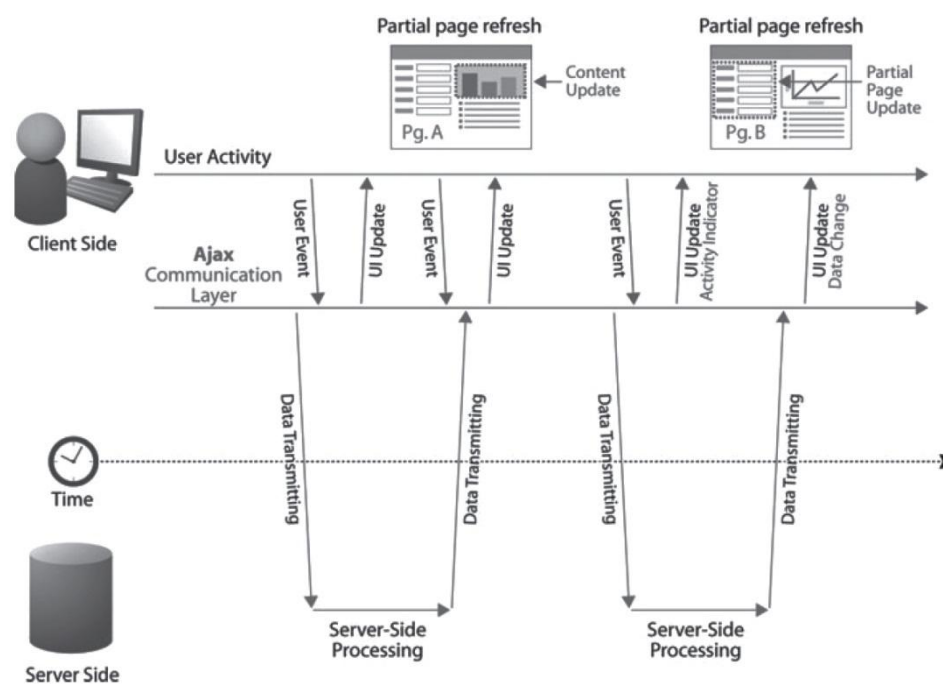 Partial page refresh
Partial page refresh
Content
Update
Partial
Page
Update
Pg. A
Pg. B
User Activity
Client Side
User Event
UI Update
User Event
UI Update
User Event
UI Update
Activity Indicator
UI Update
Data Change
Ajax
Communication
Layer
Data Transmitting
Data Transmitting
Data Transmitting
Data Transmitting
Time
Server-Side
Processing
Server-Side
Processing
Server Side